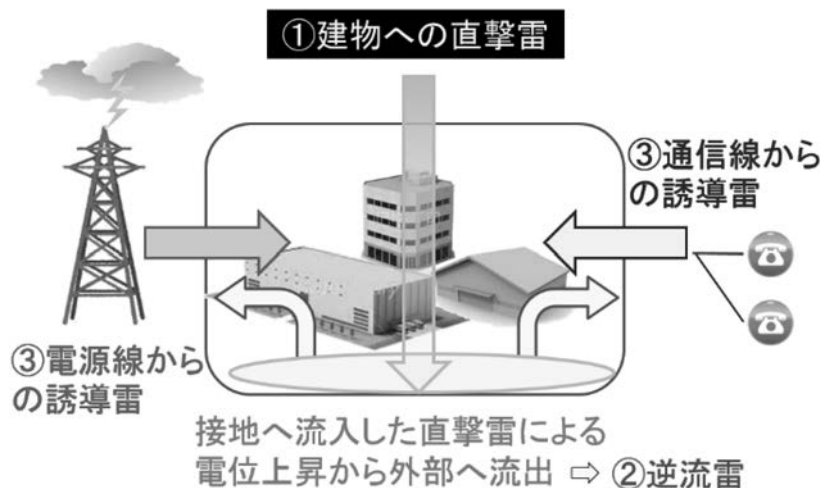 ①建物への直撃雷
③通信線から
の誘導雷
③電源線から
の誘導雷
接地へ流入した直撃雷による
電位上昇から外部へ流出 ⇨ ②逆流雷